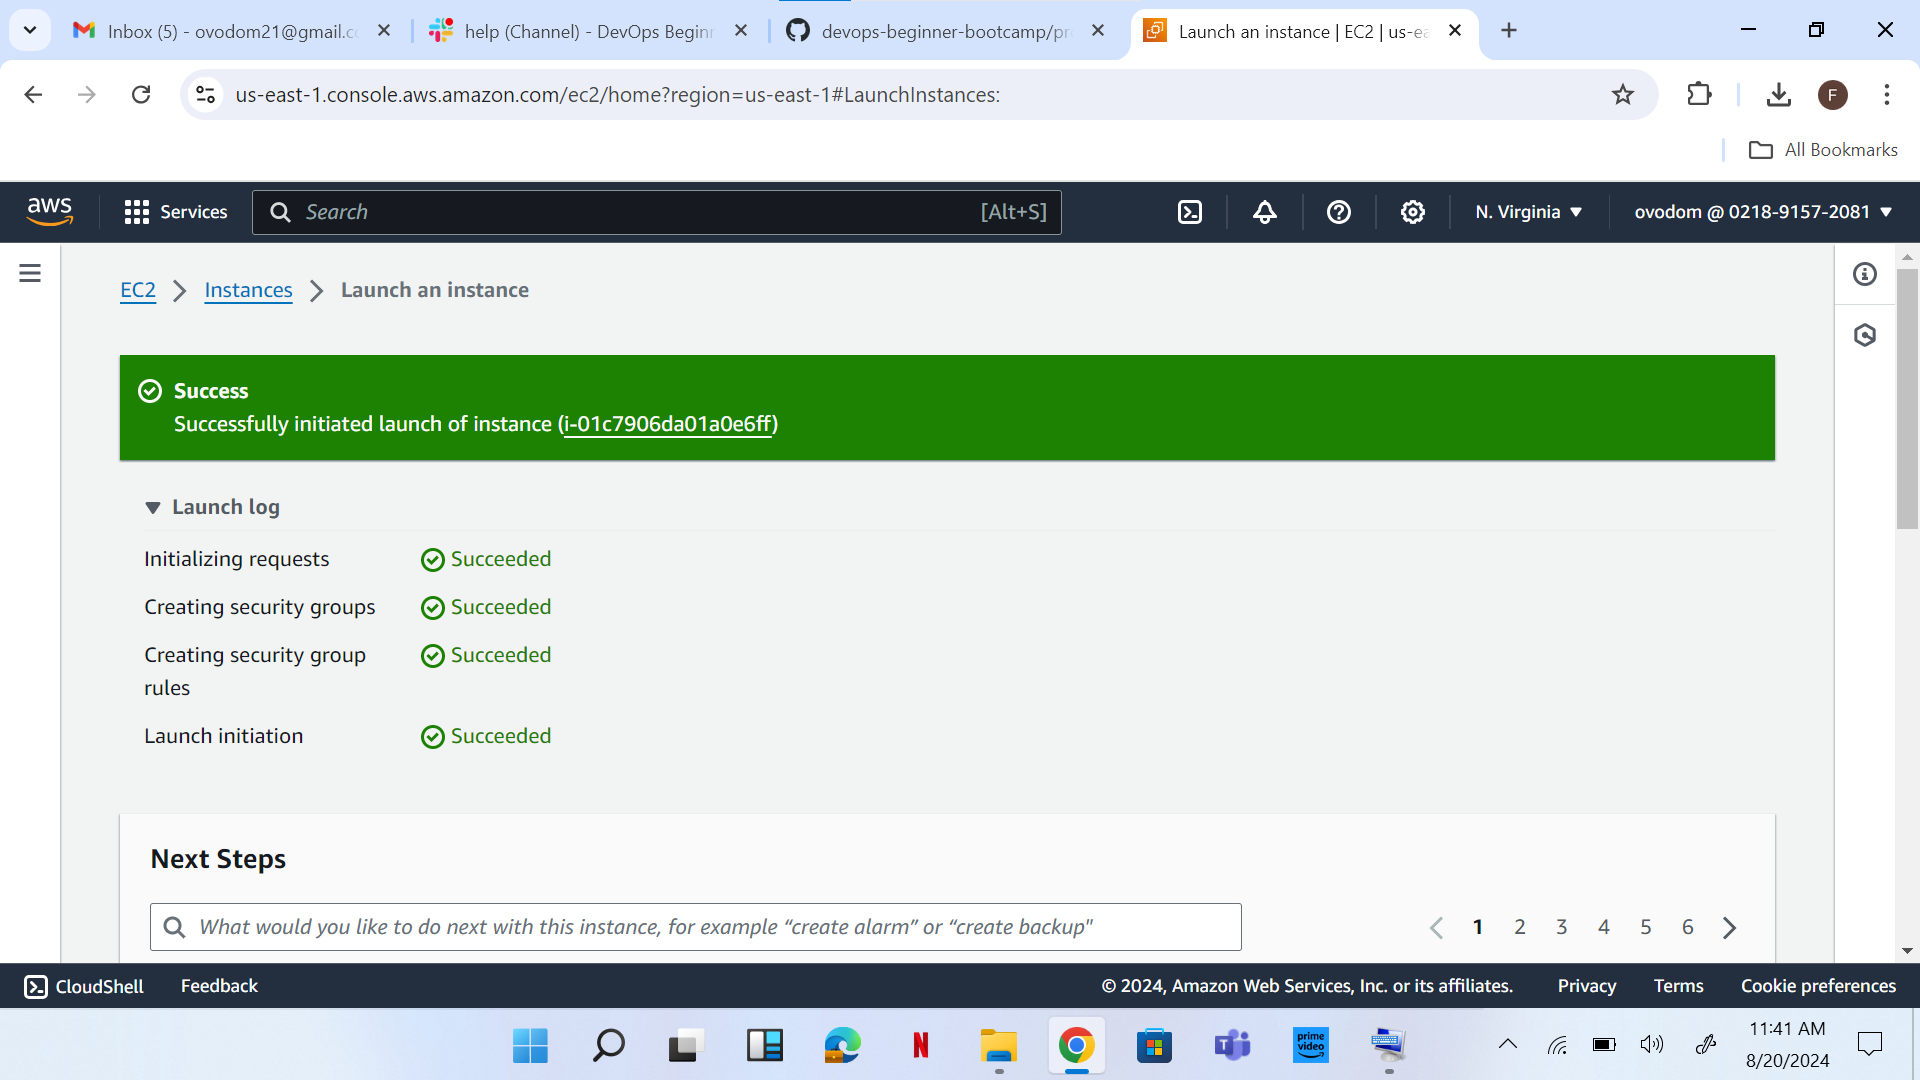 Inbox (5) - ovodom21@gmail.cc
help (Channel) - DevOps Beginn
devops-beginner-bootcamp/pr
Launch an instance | EC2 | us-ea
us-east-1.console.aws.amazon.com/ec2/home?region=us-east-1#LaunchInstances:
F
All Bookmarks
aws
Services
Search
[Alt+S]
N. Virginia
ovodom @ 0218-9157-2081
EC2
Instances
Launch an instance
Success
Successfully initiated launch of instance (i-01c7906da01a0e6ff)
Launch log
Initializing requests
Succeeded
Creating security groups
Succeeded
Creating security group
rules
Succeeded
Launch initiation
Succeeded
Next Steps
What would you like to do next with this instance, for example “create alarm” or “create backup"
1 2 3 4 5 6
CloudShell
Feedback
© 2024, Amazon Web Services, Inc. or its affiliates.
Privacy
Terms
Cookie preferences
N
T
prime
video
11:41 AM
8/20/2024